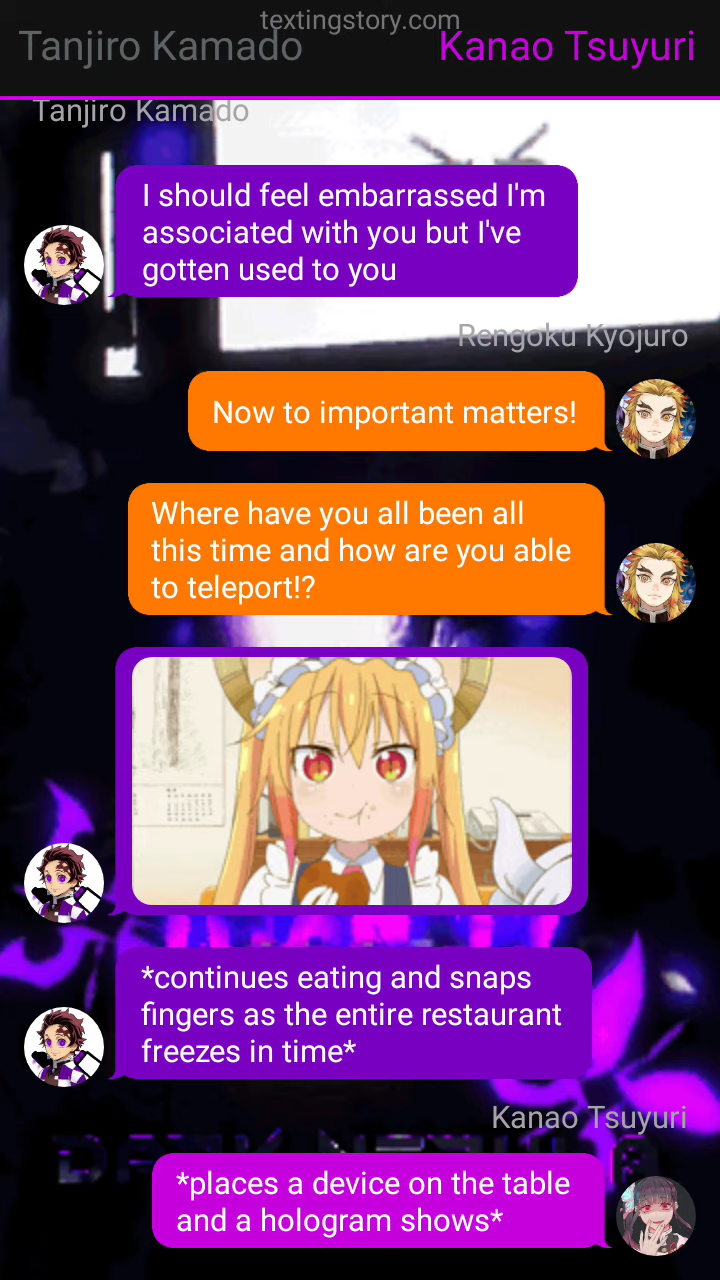 textingstory.com
Tanjiro Kamado
Kanao Tsuyuri
Tanjiro Kamado
I should feel embarrassed I'm
associated with you but I've
gotten used to you
Rengoku Kyojuro
Now to important matters!
Where have you all been all
this time and how are you able
to teleport!?
*continues eating and snaps
fingers as the entire restaurant
freezes in time*
Kanao Tsuyuri
*places a device on the table
and a hologram shows*